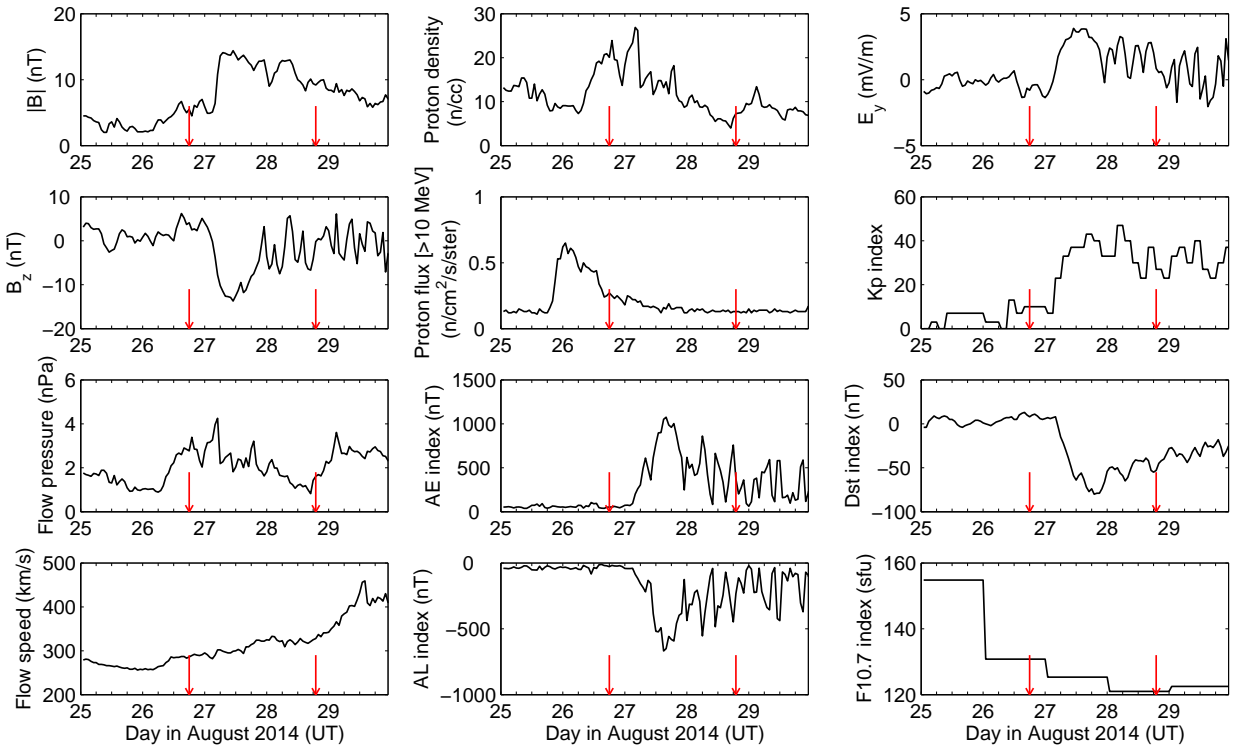 20
10
0
|B| (nT)
25 26 27 28 29
30
20
10
0
Proton density
(n/cc)
25 26 27 28 29
5
0
−5
E_y (mV/m)
25 26 27 28 29
10
0
−10
−20
B_z (nT)
25 26 27 28 29
1
0.5
0
Proton flux [>10 MeV]
(n/cm²/s/ster)
25 26 27 28 29
60
40
20
0
Kp index
25 26 27 28 29
6
4
2
0
Flow pressure (nPa)
25 26 27 28 29
1500
1000
500
0
AE index (nT)
25 26 27 28 29
50
0
−50
−100
Dst index (nT)
25 26 27 28 29
500
400
300
200
Flow speed (km/s)
25 26 27 28 29
Day in August 2014 (UT)
0
−500
−1000
AL index (nT)
25 26 27 28 29
Day in August 2014 (UT)
160
140
120
F10.7 index (sfu)
25 26 27 28 29
Day in August 2014 (UT)